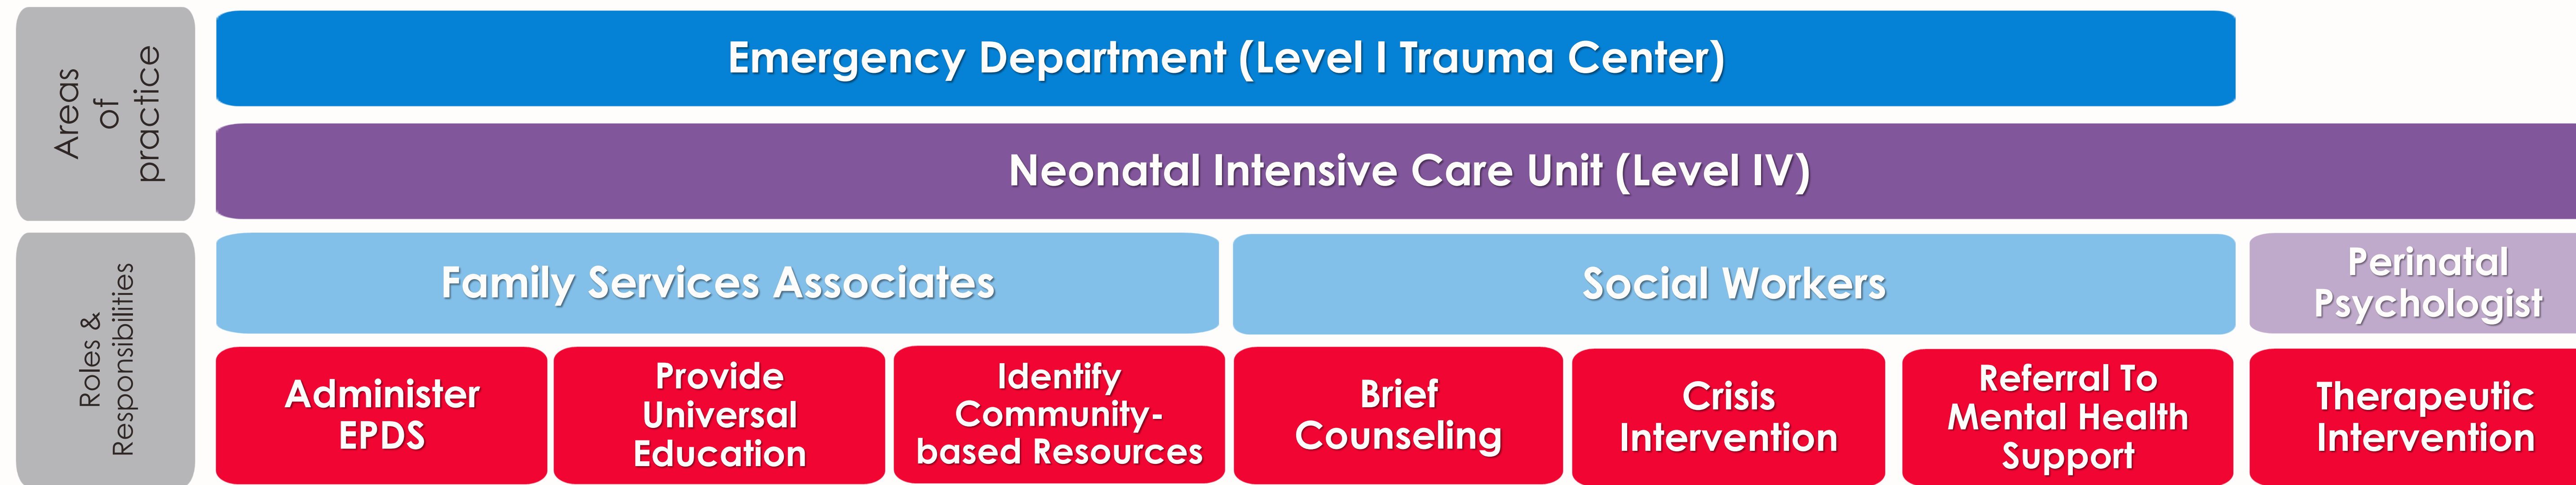 Areas
of
practice
Emergency Department (Level I Trauma Center)
Neonatal Intensive Care Unit (Level IV)
Roles &
Responsibilities
Family Services Associates
Social Workers
Perinatal
Psychologist
Administer
EPDS
Provide
Universal
Education
Identify
Community-
based Resources
Brief
Counseling
Crisis
Intervention
Referral To
Mental Health
Support
Therapeutic
Intervention